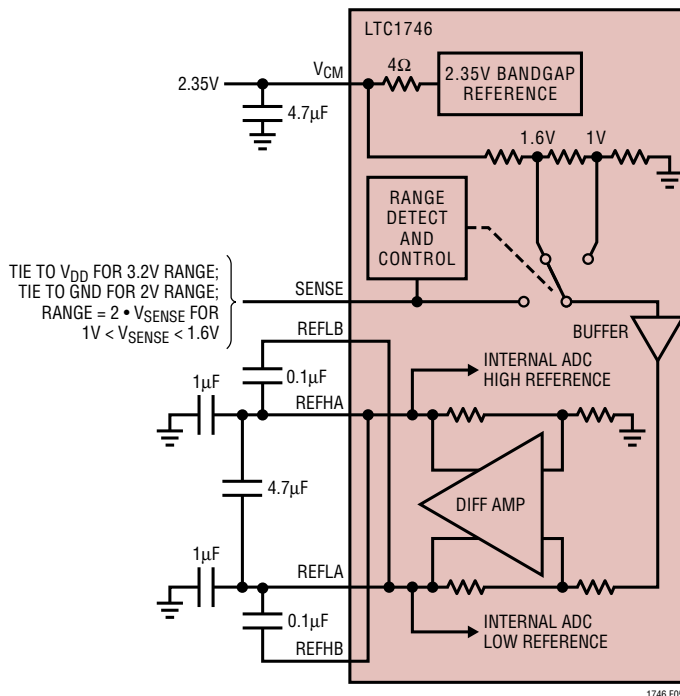 LTC1746
2.35V
VCM
4Ω
2.35V BANDGAP
REFERENCE
4.7µF
1.6V
1V
RANGE
DETECT
AND
CONTROL
TIE TO VDD FOR 3.2V RANGE;
TIE TO GND FOR 2V RANGE;
RANGE = 2 • VSENSE FOR
1V < VSENSE < 1.6V
SENSE
BUFFER
REFLB
0.1µF
INTERNAL ADC
HIGH REFERENCE
1µF
REFHA
4.7µF
DIFF AMP
1µF
REFLA
0.1µF
INTERNAL ADC
LOW REFERENCE
REFHB